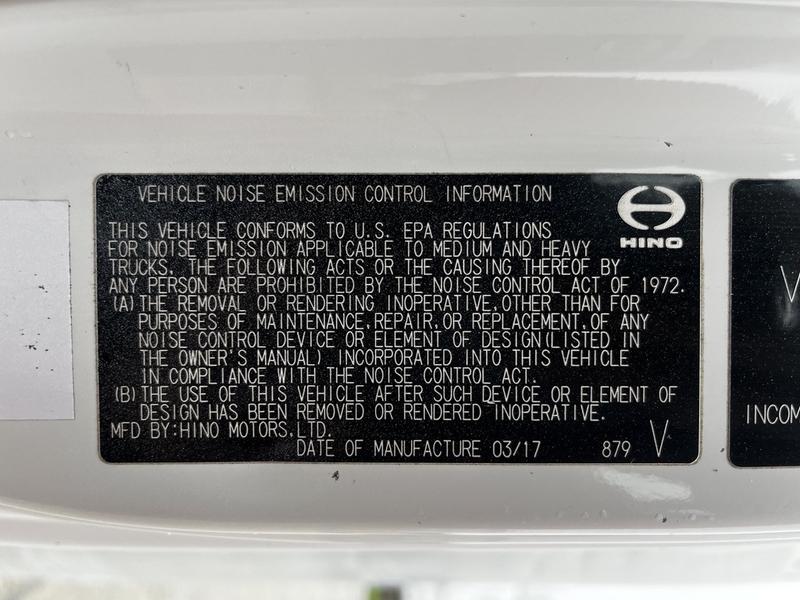 VEHICLE NOISE EMISSION CONTROL INFORMATION
HINO
THIS VEHICLE CONFORMS TO U.S. EPA REGULATIONS
FOR NOISE EMISSION APPLICABLE TO MEDIUM AND HEAVY
TRUCKS, THE FOLLOWING ACTS OR THE CAUSING THEREOF BY
ANY PERSON ARE PROHIBITED BY THE NOISE CONTROL ACT OF 1972.
(A) THE REMOVAL OR RENDERING INOPERATIVE,OTHER THAN FOR
PURPOSES OF MAINTENANCE,REPAIR,OR REPLACEMENT,OF ANY
NOISE CONTROL DEVICE OR ELEMENT OF DESIGN(LISTED IN
THE OWNER'S MANUAL) INCORPORATED INTO THIS VEHICLE
IN COMPLIANCE WITH THE NOISE CONTROL ACT.
(B) THE USE OF THIS VEHICLE AFTER SUCH DEVICE OR ELEMENT OF
DESIGN HAS BEEN REMOVED OR RENDERED INOPERATIVE.
MFD BY:HINO MOTORS,LTD.
DATE OF MANUFACTURE 03/17 879 V
V
INCOM